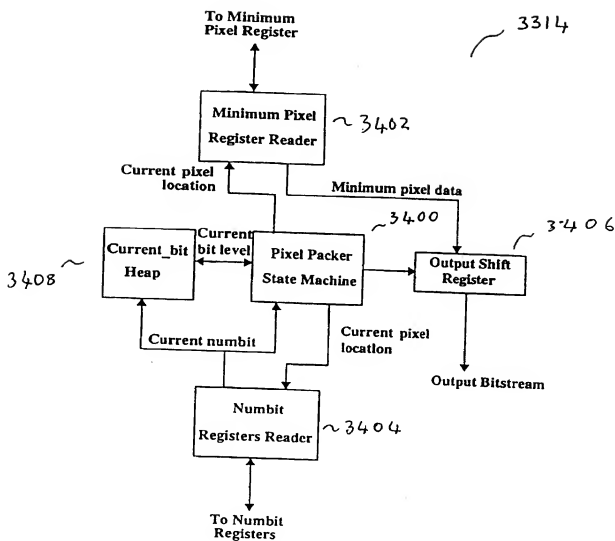 To Minimum
Pixel Register
3314
Minimum Pixel
Register Reader
3402
Current pixel
location
Minimum pixel data
3400
3406
Current
bit level
Current_bit
Heap
Pixel Packer
State Machine
Output Shift
Register
3408
Current numbit
Current pixel
location
Output Bitstream
Numbit
Registers Reader
3404
To Numbit
Registers